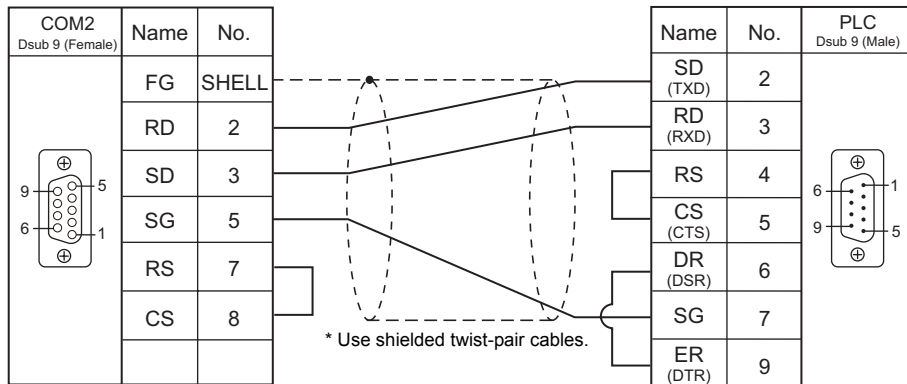 COM2
Dsub 9 (Female)
Name No.
FG SHELL
RD 2
SD 3
SG 5
RS 7
CS 8
9 5
6 1
* Use shielded twist-pair cables.
Name No.
PLC
Dsub 9 (Male)
SD
(TXD)
2
RD
(RXD)
3
RS 4
CS
(CTS)
5
DR
(DSR)
6
SG 7
ER
(DTR)
9
6 1
9 5